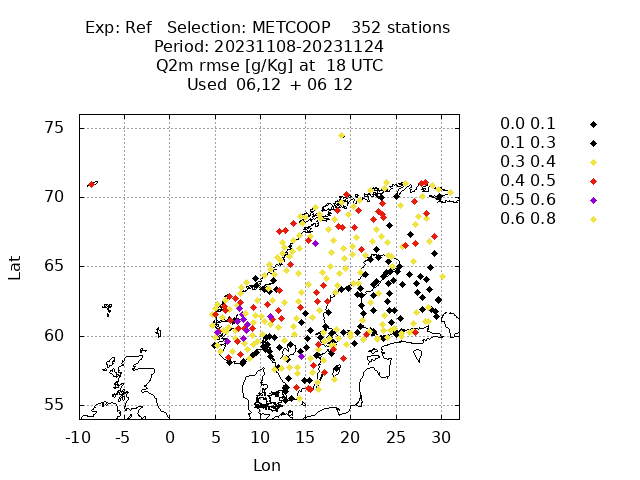 Exp: Ref Selection: METCOOP 352 stations
Period: 20231108-20231124
Q2m rmse [g/Kg] at 18 UTC
Used 06,12 + 06 12
75
70
65
60
55
Lat
-10 -5 0 5 10 15 20 25 30
Lon
0.0 0.1
0.1 0.3
0.3 0.4
0.4 0.5
0.5 0.6
0.6 0.8